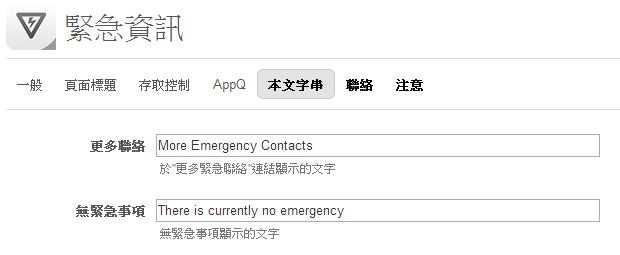 緊急資訊
一般 頁面標題 存取控制 AppQ 本文字串 聯絡 注意
更多聯絡 More Emergency Contacts
於"更多緊急聯絡"連結顯示的文字
無緊急事項 There is currently no emergency
無緊急事項顯示的文字